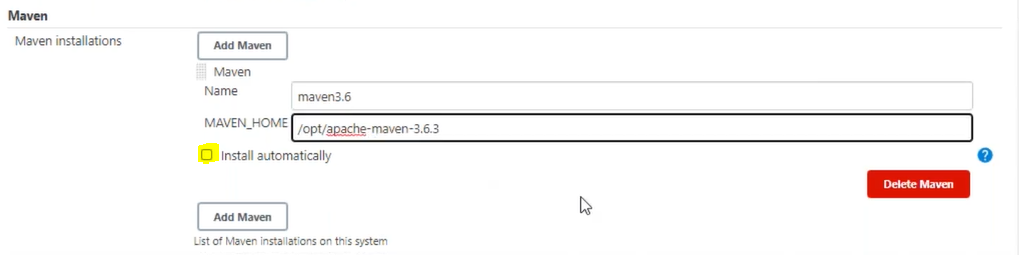 Maven
Maven installations
Add Maven
Maven
Name
maven3.6
MAVEN_HOME
/opt/apache-maven-3.6.3
Install automatically
?
Delete Maven
Add Maven
List of Maven installations on this system